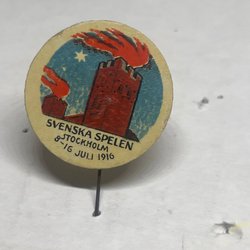 SVENSKA SPELEN
STOCKHOLM
8-16 JULI 1916